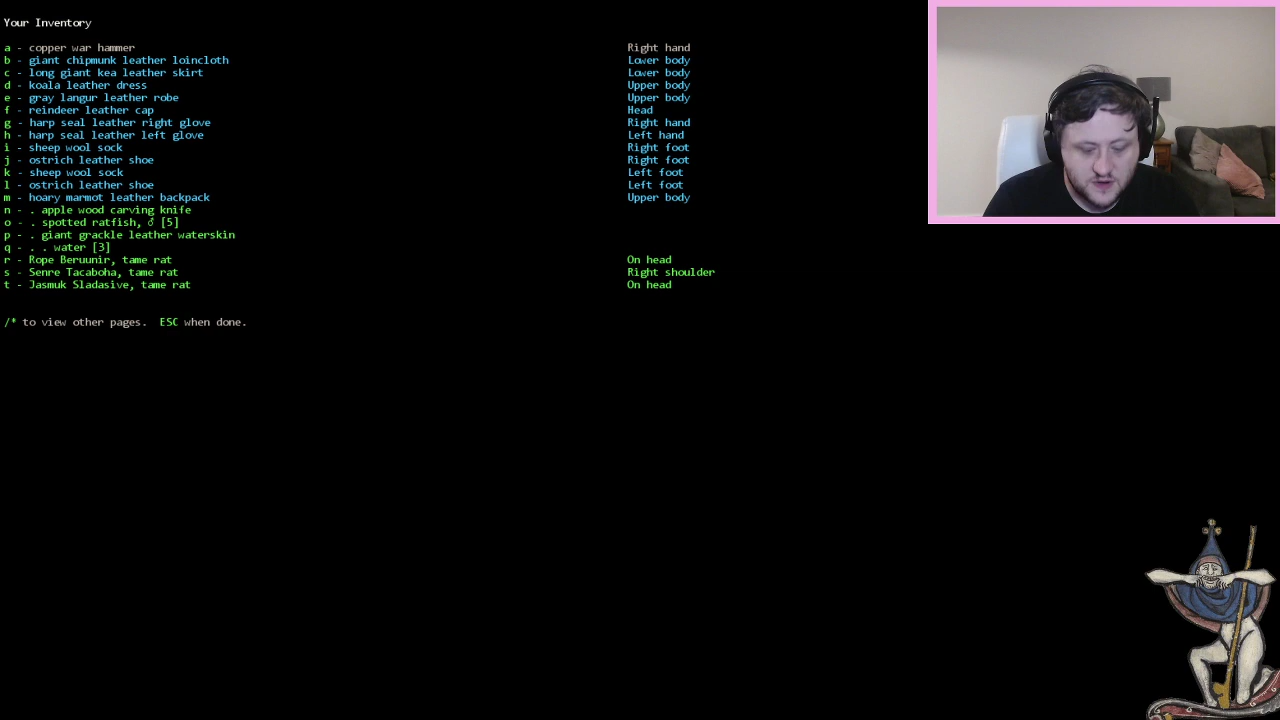 Your Inventory
a - copper war hammer Right hand
b - giant chipmunk leather loincloth Lower body
c - long giant kea leather skirt Lower body
d - koala leather dress Upper body
e - gray langur leather robe Upper body
f - reindeer leather cap Head
g - harp seal leather right glove Right hand
h - harp seal leather left glove Left hand
i - sheep wool sock Right foot
j - ostrich leather shoe Right foot
k - sheep wool sock Left foot
l - ostrich leather shoe Left foot
m - hoary marmot leather backpack Upper body
n - . apple wood carving knife
o - . spotted ratfish, ♂ [5]
p - . giant grackle leather waterskin
q - . . water [3]
r - Rope Beruunir, tame rat On head
s - Senre Tacaboha, tame rat Right shoulder
t - Jasmuk Sladasive, tame rat On head
/* to view other pages. ESC when done.